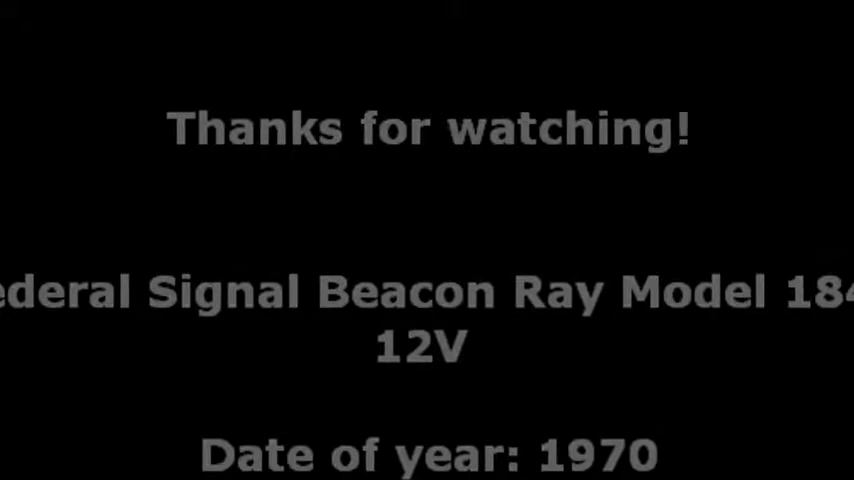 Thanks for watching!
ederal Signal Beacon Ray Model 184
12V
Date of year: 1970